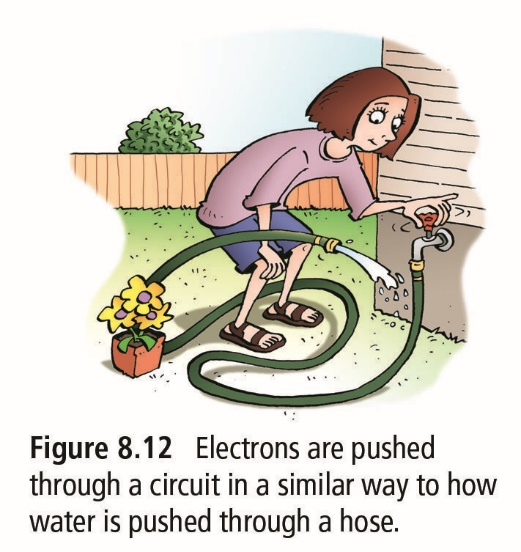 Figure 8.12 Electrons are pushed
through a circuit in a similar way to how
water is pushed through a hose.